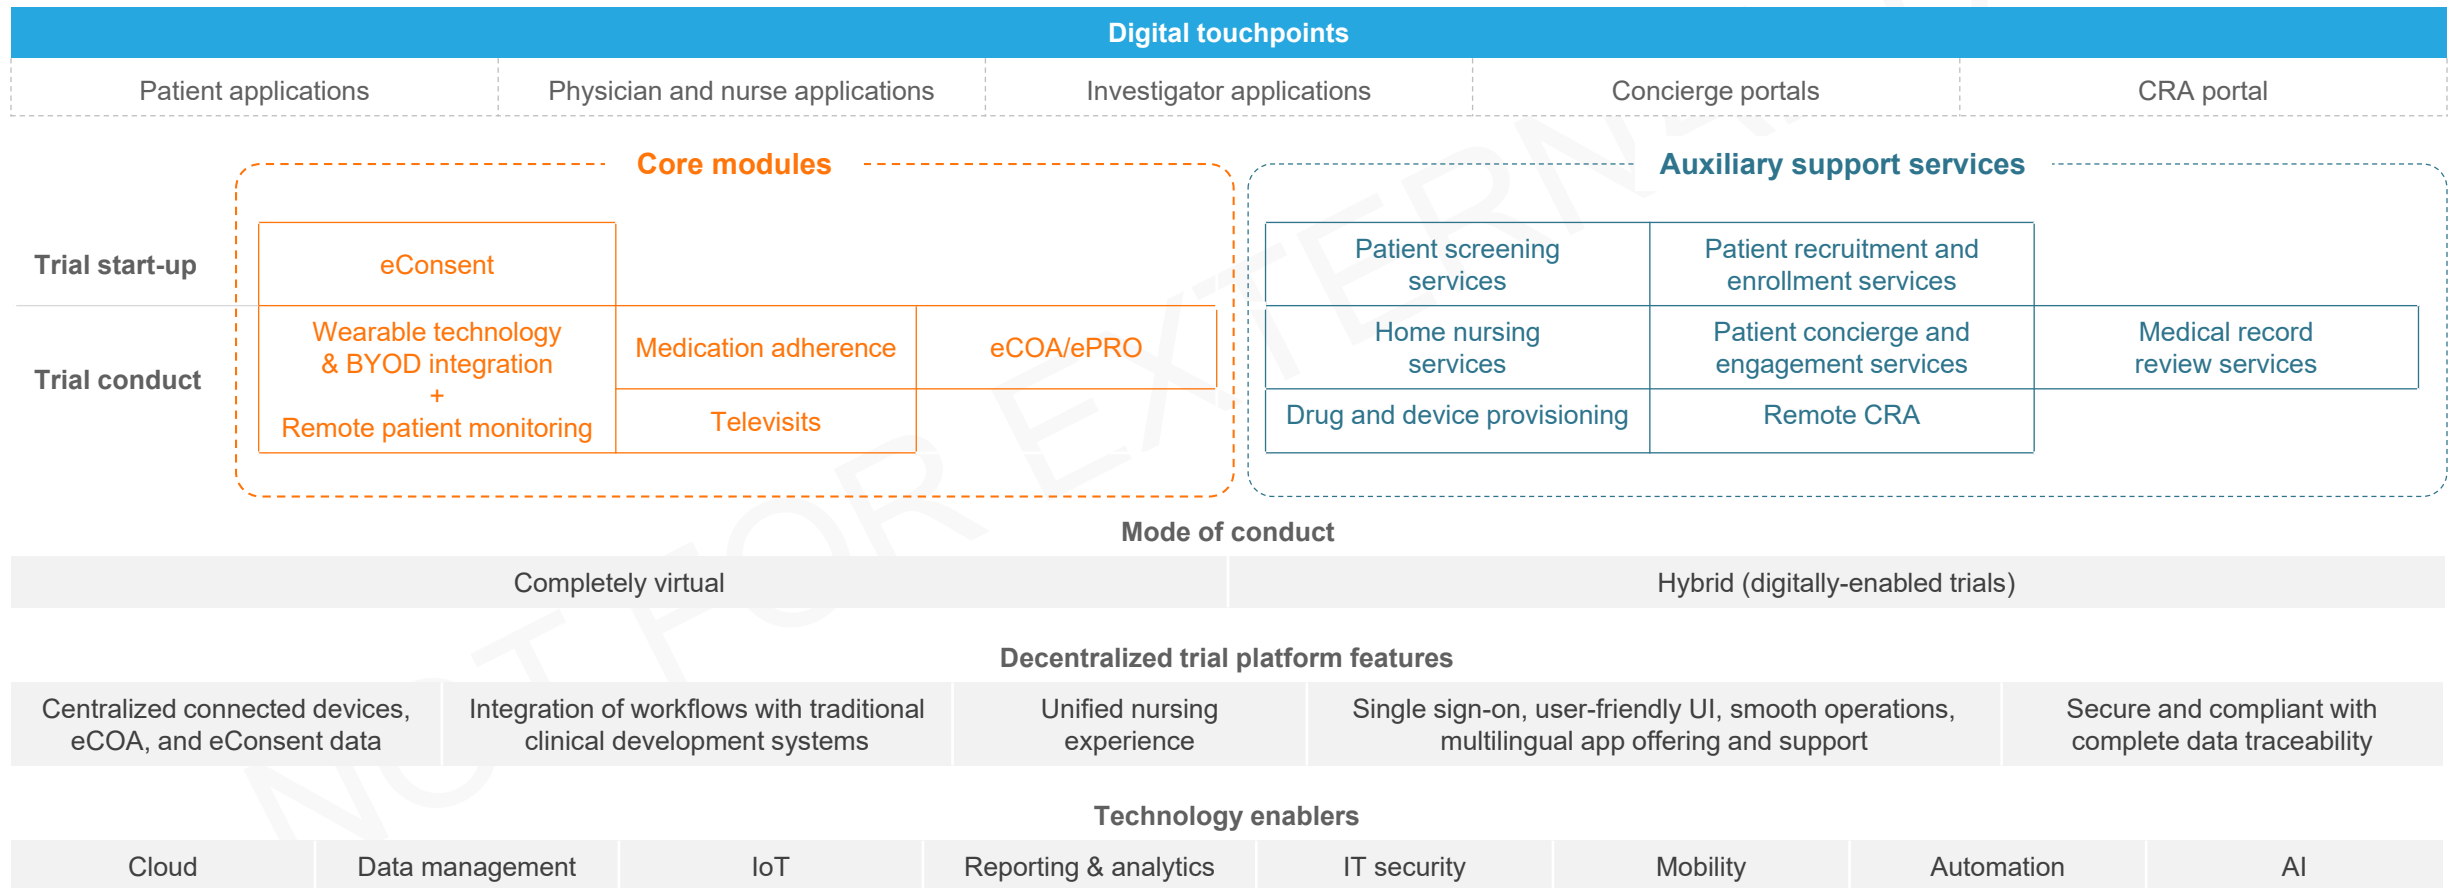 Digital touchpoints
Patient applications
Physician and nurse applications
Investigator applications
Concierge portals
CRA portal
Core modules
Auxiliary support services
Trial start-up
eConsent
Patient screening
services
Patient recruitment and
enrollment services
Trial conduct
Wearable technology
& BYOD integration
+
Remote patient monitoring
Medication adherence
eCOA/ePRO
Televisits
Home nursing
services
Patient concierge and
engagement services
Medical record
review services
Drug and device provisioning
Remote CRA
Mode of conduct
Completely virtual
Hybrid (digitally-enabled trials)
Decentralized trial platform features
Centralized connected devices,
eCOA, and eConsent data
Integration of workflows with traditional
clinical development systems
Unified nursing
experience
Single sign-on, user-friendly UI, smooth operations,
multilingual app offering and support
Secure and compliant with
complete data traceability
Technology enablers
Cloud
Data management
IoT
Reporting & analytics
IT security
Mobility
Automation
AI
NOT FOR EXTERNA